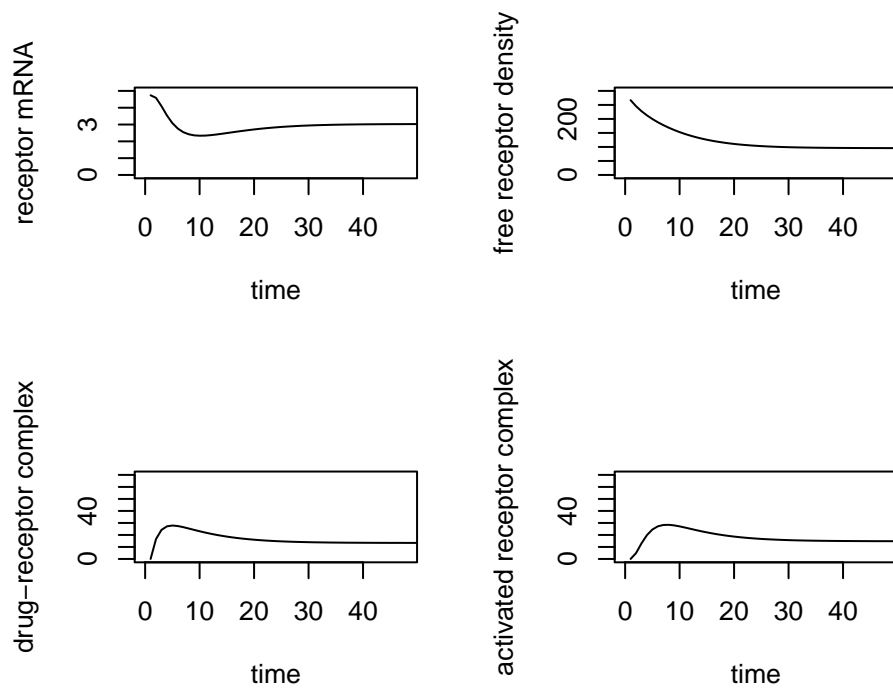 receptor mRNA
0 3
0 10 20 30 40
time
free receptor density
0 200
0 10 20 30 40
time
drug−receptor complex
0 40
0 10 20 30 40
time
activated receptor complex
0 40
0 10 20 30 40
time